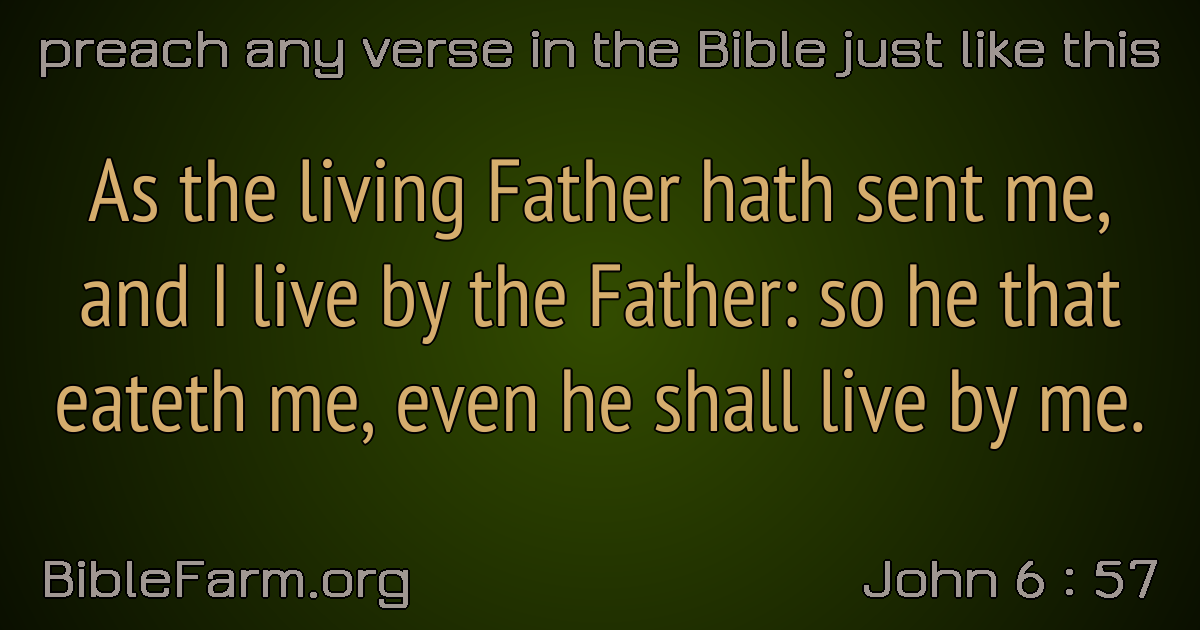 preach any verse in the Bible just like this
As the living Father hath sent me,
and I live by the Father: so he that
eateth me, even he shall live by me.
BibleFarm.org
John 6 : 57